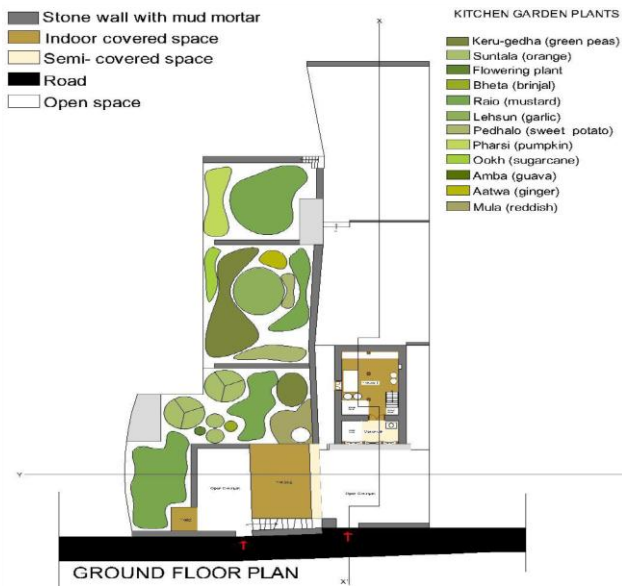 Stone wall with mud mortar
Indoor covered space
Semi- covered space
Road
Open space
KITCHEN GARDEN PLANTS
Keru-gedha (green peas)
Suntala (orange)
Flowering plant
Bheta (brinjal)
Raio (mustard)
Lehsun (garlic)
Pedhalo (sweet potato)
Pharsi (pumpkin)
Ookh (sugarcane)
Amba (guava)
Aatwa (ginger)
Mula (reddish)
X
Y
Y
Open
Open
X'
GROUND FLOOR PLAN